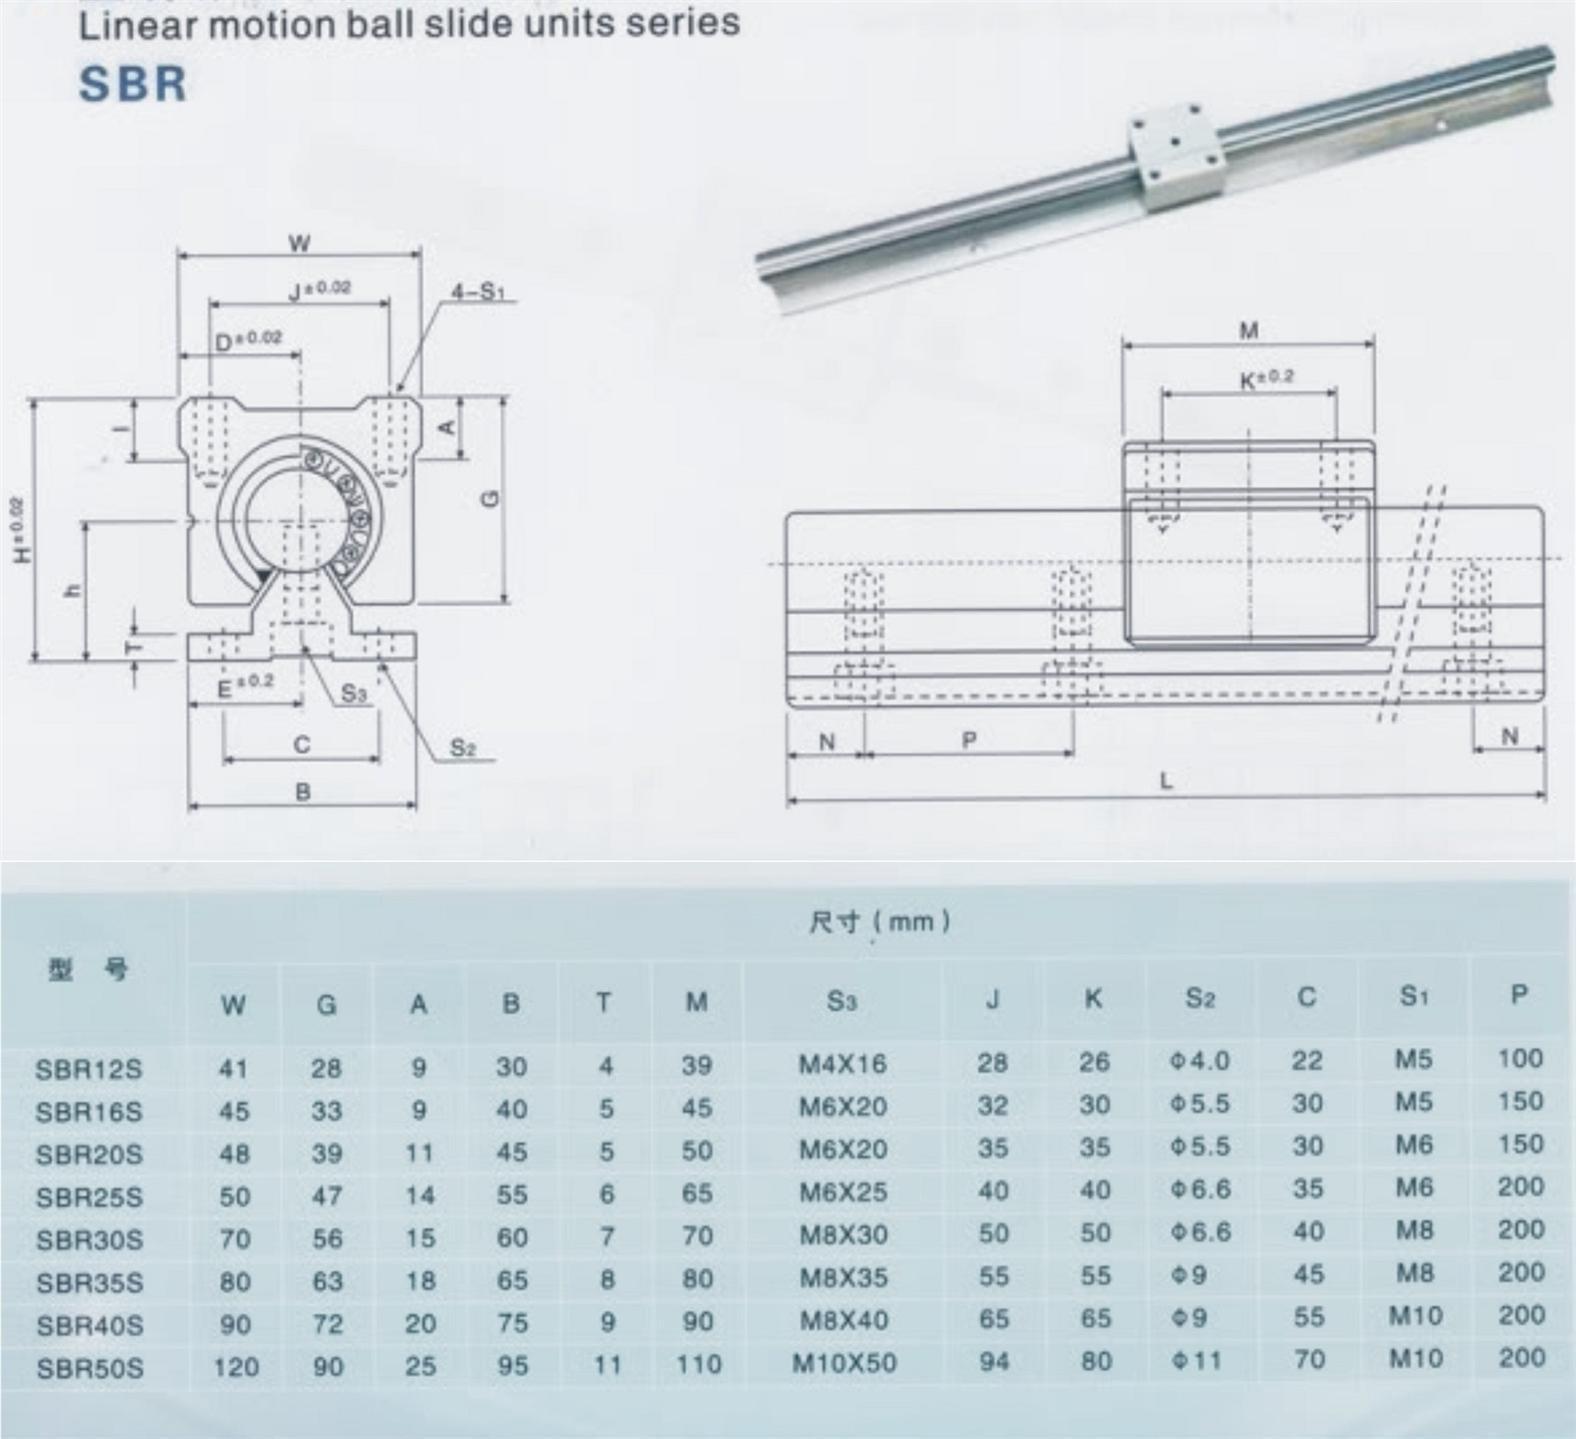 Linear motion ball slide units series
SBR
W
J±0.02
4-S1
D±0.02
I
A
G
H±0.02
h
T
E±0.2
S3
C
S2
B
M
K±0.2
N
P
N
L
型 号
尺寸(mm)
W G A B T M S3 J K S2 C S1 P
SBR12S 41 28 9 30 4 39 M4X16 28 26 Φ4.0 22 M5 100
SBR16S 45 33 9 40 5 45 M6X20 32 30 Φ5.5 30 M5 150
SBR20S 48 39 11 45 5 50 M6X20 35 35 Φ5.5 30 M6 150
SBR25S 50 47 14 55 6 65 M6X25 40 40 Φ6.6 35 M6 200
SBR30S 70 56 15 60 7 70 M8X30 50 50 Φ6.6 40 M8 200
SBR35S 80 63 18 65 8 80 M8X35 55 55 Φ9 45 M8 200
SBR40S 90 72 20 75 9 90 M8X40 65 65 Φ9 55 M10 200
SBR50S 120 90 25 95 11 110 M10X50 94 80 Φ11 70 M10 200